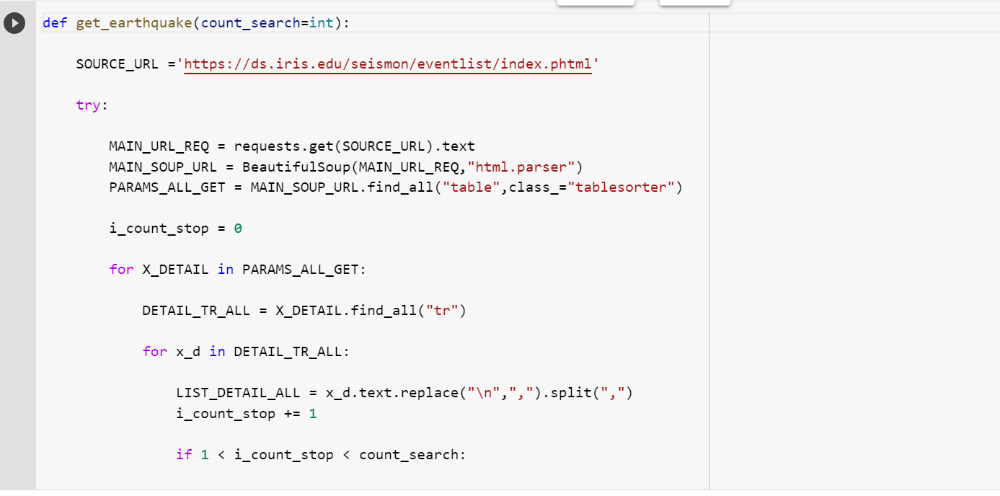 def get_earthquake(count_search=int):
SOURCE_URL ='https://ds.iris.edu/seismon/eventlist/index.phtml'
try:
MAIN_URL_REQ = requests.get(SOURCE_URL).text
MAIN_SOUP_URL = BeautifulSoup(MAIN_URL_REQ,"html.parser")
PARAMS_ALL_GET = MAIN_SOUP_URL.find_all("table",class_="tablesorter")
i_count_stop = 0
for X_DETAIL in PARAMS_ALL_GET:
DETAIL_TR_ALL = X_DETAIL.find_all("tr")
for x_d in DETAIL_TR_ALL:
LIST_DETAIL_ALL = x_d.text.replace("\n",",").split(",")
i_count_stop += 1
if 1 < i_count_stop < count_search: